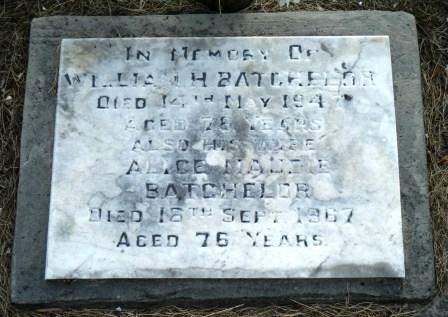 In Memory Of
William H Batchelor
Died 14th May 194
Aged 78 Years
Also His Wife
Alice Maudie
Batchelor
Died 18th Sept 1967
Aged 76 Years